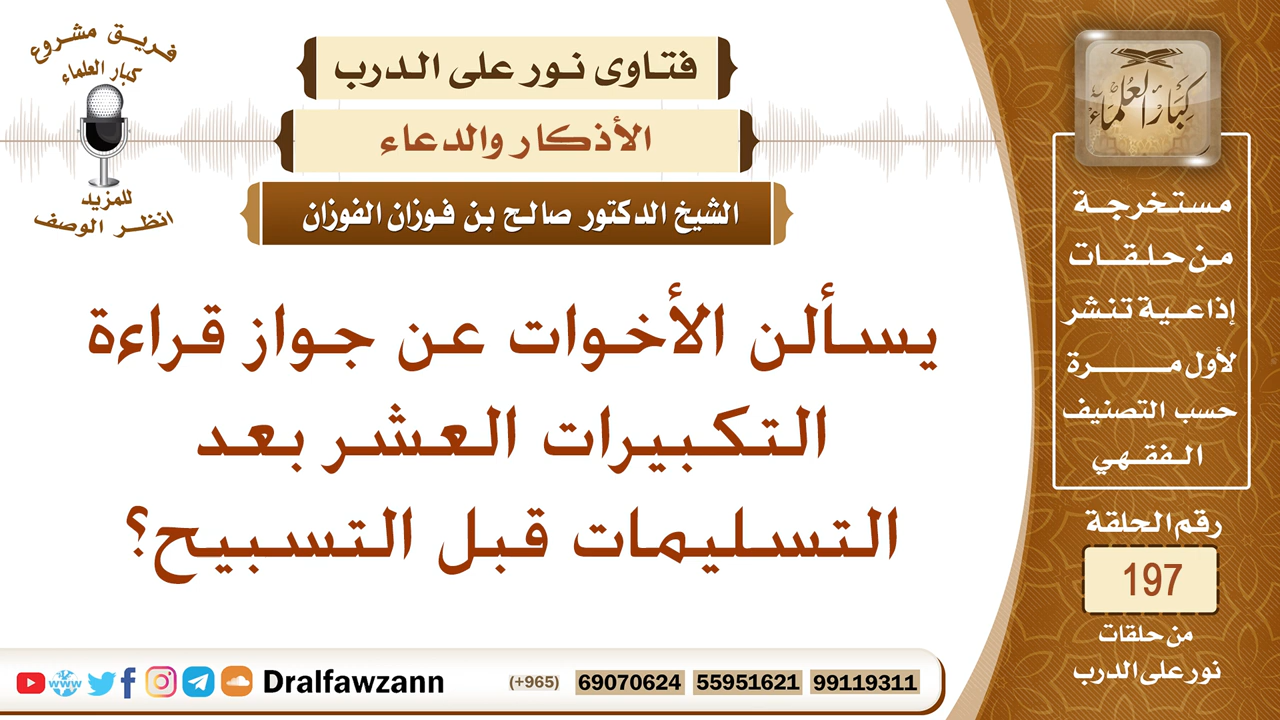 فريق مشروع
كبار العلماء
للمزيد
انظر الوصف
فتاوى نور على الدرب
الأذكار والدعاء
الشيخ الدكتور صالح بن فوزان الفوزان
يسألن الأخوات عن جواز قراءة
التكبيرات العشر بعد
التسليمات قبل التسبيح؟
كبار العلماء
مستخرجة
من حلقات
إذاعية تنشر
لأول مرة
حسب التصنيف
الفقهي
رقم الحلقة
197
من حلقات
نور على الدرب
www Dralfawzann (+965) 69070624 55951621 99119311